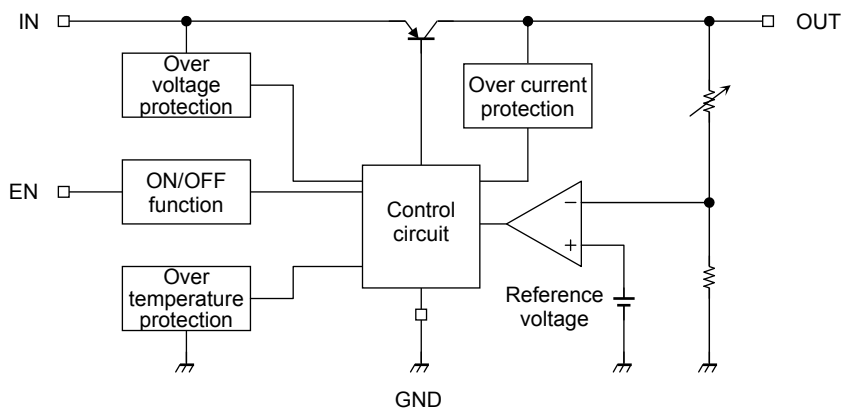 IN
OUT
Over
voltage
protection
Over current
protection
EN
ON/OFF
function
Control
circuit
−
+
Over
temperature
protection
Reference
voltage
GND